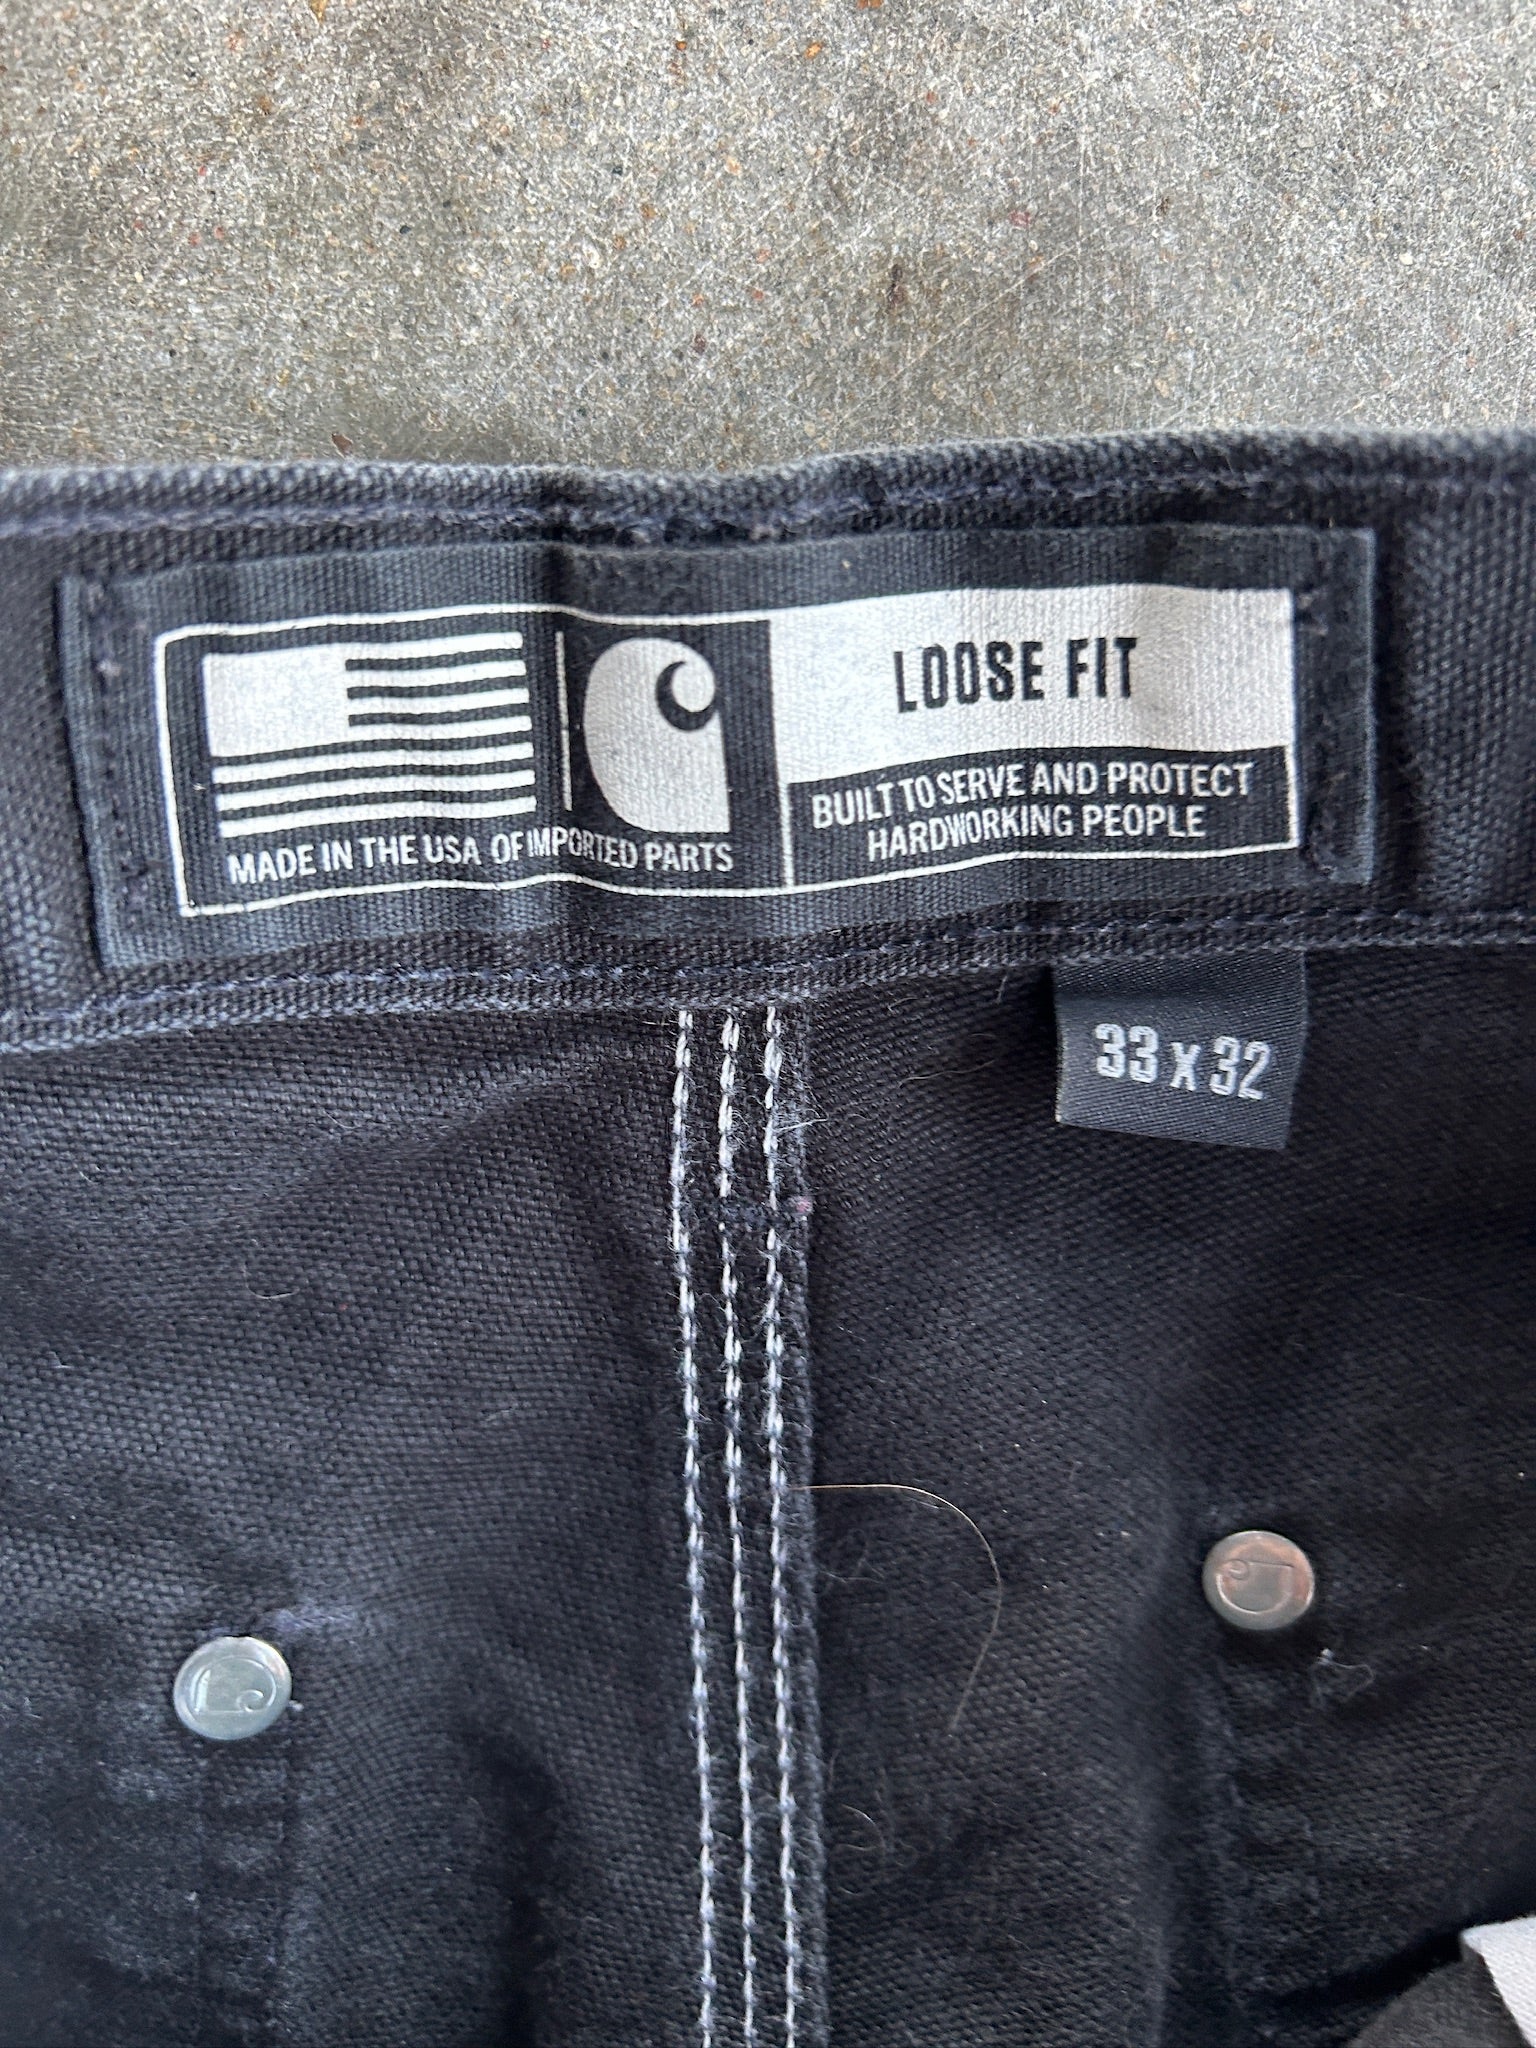 LOOSE FIT
BUILT TO SERVE AND PROTECT
HARDWORKING PEOPLE
MADE IN THE USA OF IMPORTED PARTS
33 x 32